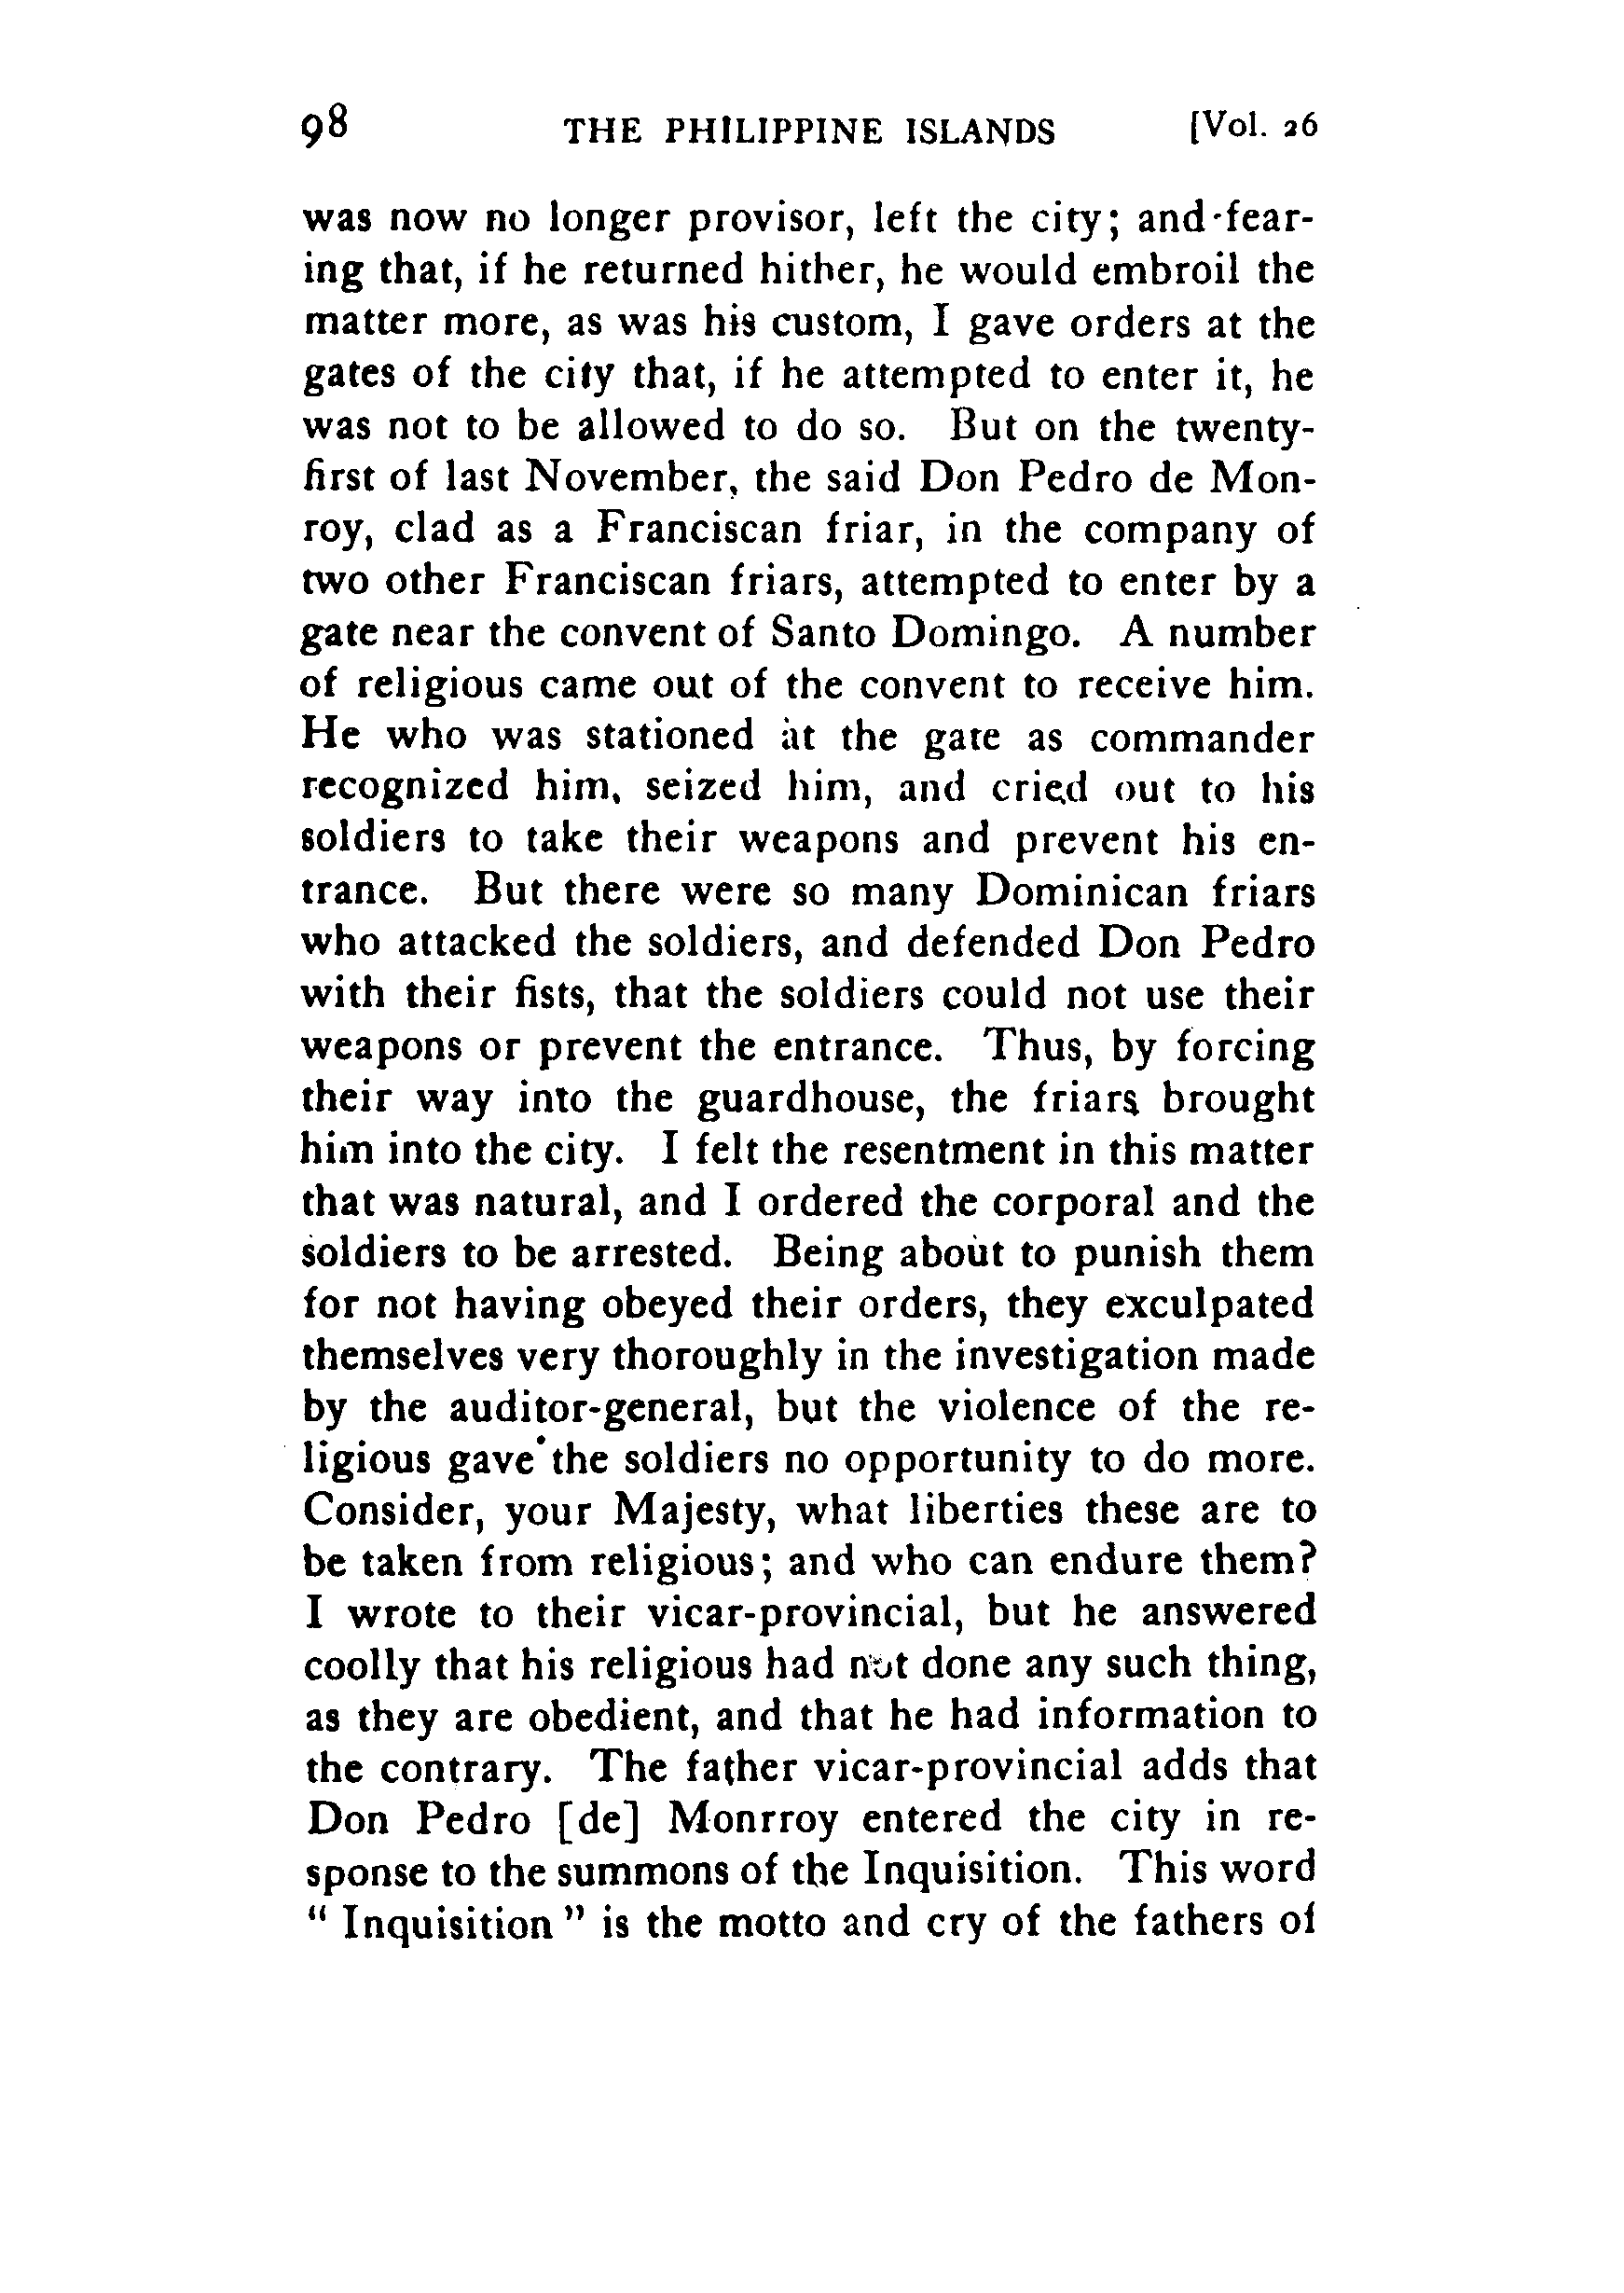 98 THE PHILIPPINE ISLANDS [Vol. 26
was now no longer provisor, left the city; and fear-
ing that, if he returned hither, he would embroil the
matter more, as was his custom, I gave orders at the
gates of the city that, if he attempted to enter it, he
was not to be allowed to do so. But on the twenty-
first of last November, the said Don Pedro de Mon-
roy, clad as a Franciscan friar, in the company of
two other Franciscan friars, attempted to enter by a
gate near the convent of Santo Domingo. A number
of religious came out of the convent to receive him.
He who was stationed at the gate as commander
recognized him, seized him, and cried out to his
soldiers to take their weapons and prevent his en-
trance. But there were so many Dominican friars
who attacked the soldiers, and defended Don Pedro
with their fists, that the soldiers could not use their
weapons or prevent the entrance. Thus, by forcing
their way into the guardhouse, the friars brought
him into the city. I felt the resentment in this matter
that was natural, and I ordered the corporal and the
soldiers to be arrested. Being about to punish them
for not having obeyed their orders, they exculpated
themselves very thoroughly in the investigation made
by the auditor-general, but the violence of the re-
ligious gave the soldiers no opportunity to do more.
Consider, your Majesty, what liberties these are to
be taken from religious; and who can endure them?
I wrote to their vicar-provincial, but he answered
coolly that his religious had not done any such thing,
as they are obedient, and that he had information to
the contrary. The father vicar-provincial adds that
Don Pedro [de] Monrroy entered the city in re-
sponse to the summons of the Inquisition. This word
" Inquisition " is the motto and cry of the fathers of